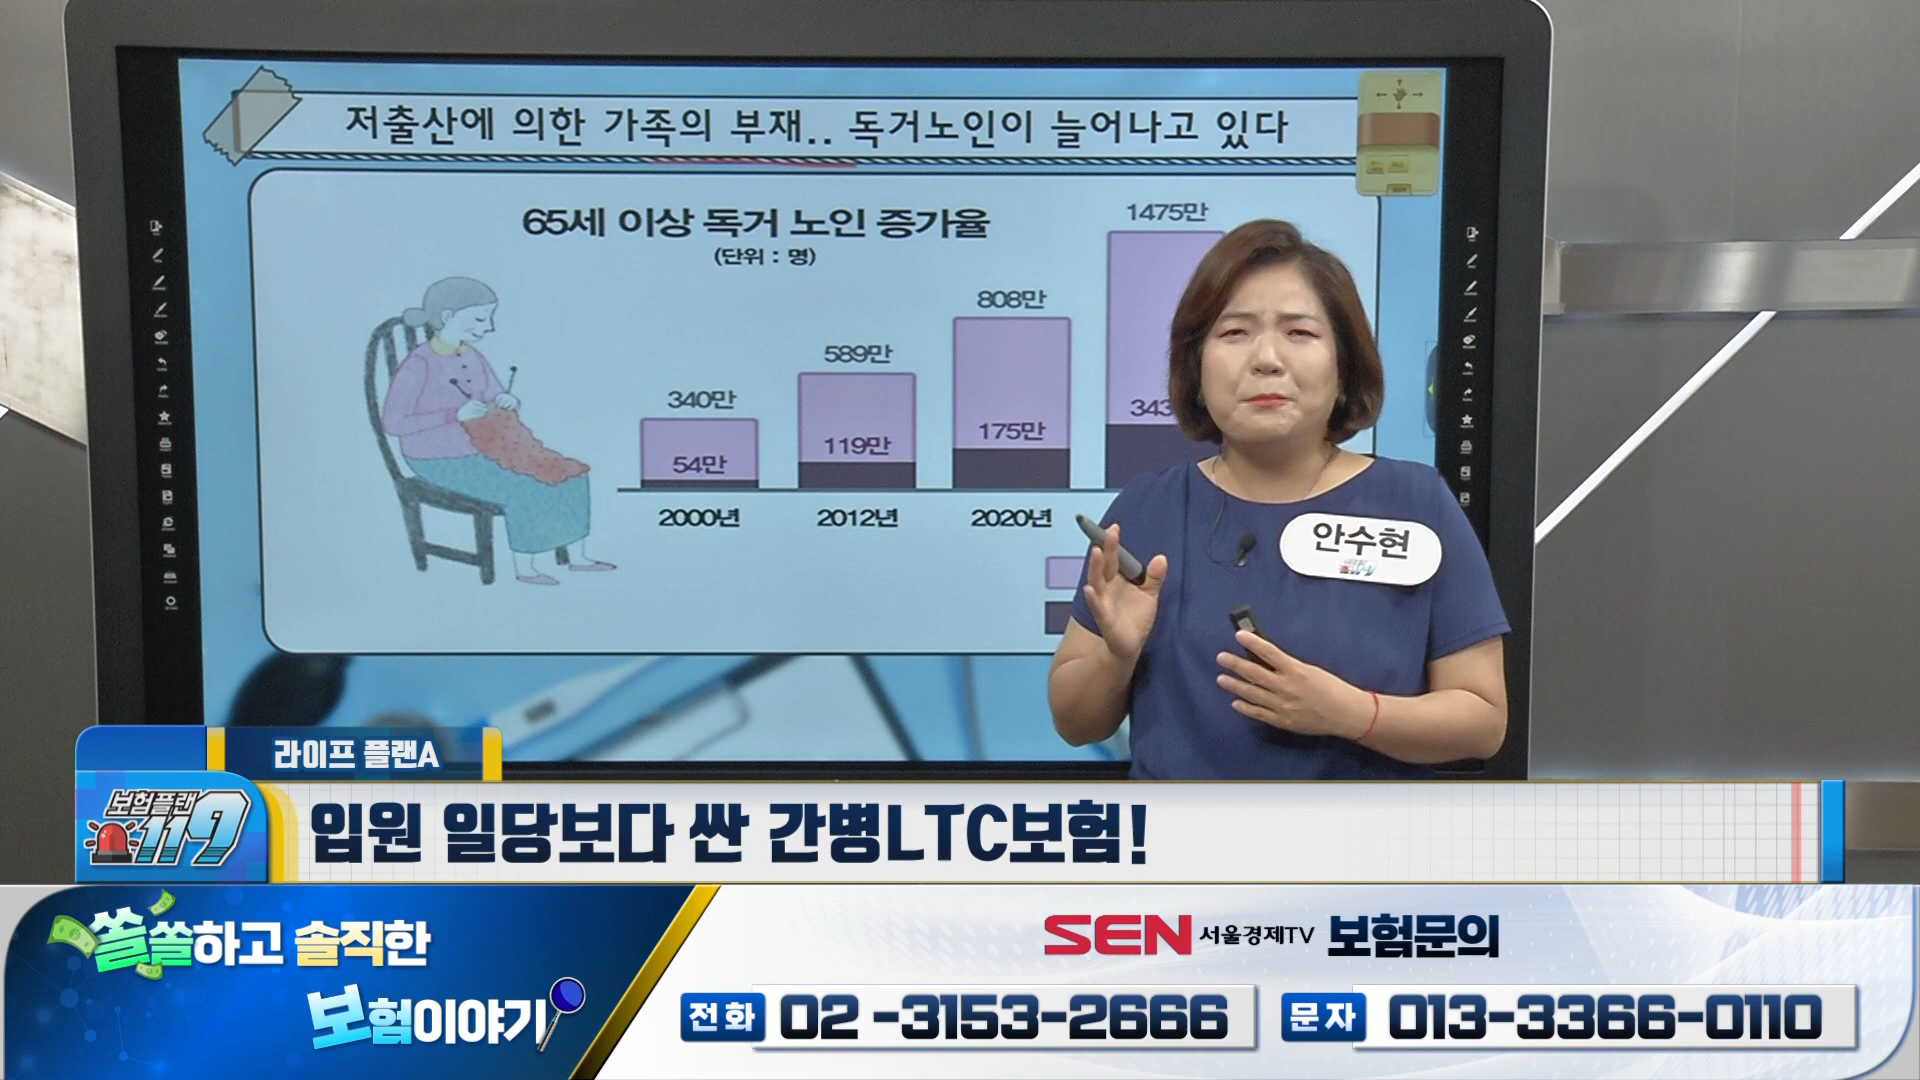 저출산에 의한 가족의 부재.. 독거노인이 늘어나고 있다
65세 이상 독거 노인 증가율
(단위 : 명)
340만
54만
589만
119만
808만
175만
1475만
343
2000년
2012년
2020년
안수현
라이프 플랜A
보험플랜
119
입원 일당보다 싼 간병LTC보험!
쏠쏠하고 솔직한
보험이야기
SEN 서울경제TV 보험문의
전화 02-3153-2666
문자 013-3366-0110